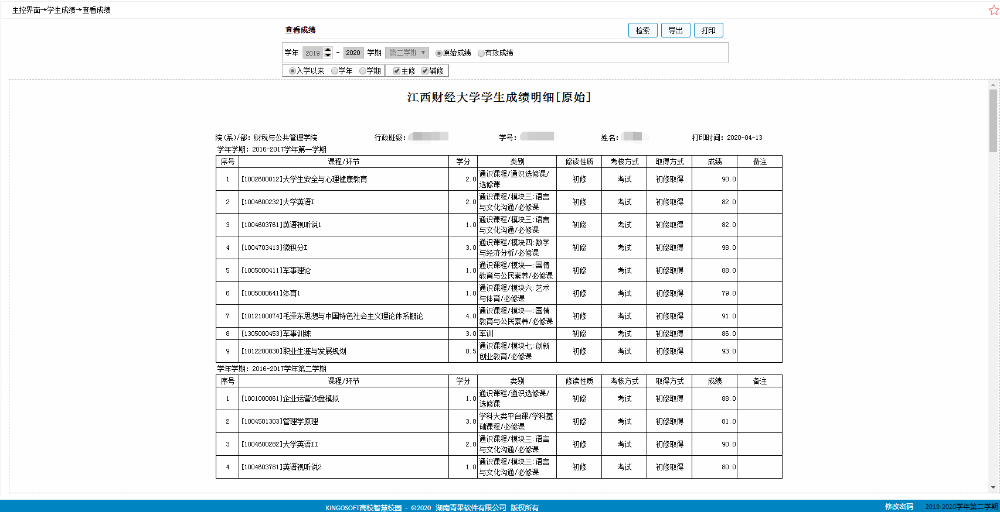 主控界面→学生成绩→查看成绩
查看成绩 检索 导出 打印
学年 2019 - 2020 学期 第二学期 原始成绩 有效成绩
入学以来 学年 学期 主修 辅修
江西财经大学学生成绩明细[原始]
院(系)/部：财税与公共管理学院 行政班级： 学号： 姓名： 打印时间：2020-04-13
学年学期：2016-2017学年第一学期
序号 课程/环节 学分 类别 修读性质 考核方式 取得方式 成绩 备注
1 [1002600012]大学生安全与心理健康教育 2.0 通识课程/通识选修课/选修课 初修 考试 初修取得 90.0
2 [1004600232]大学英语I 2.0 通识课程/模块三:语言与文化沟通/必修课 初修 考试 初修取得 82.0
3 [1004603761]英语视听说1 1.0 通识课程/模块三:语言与文化沟通/必修课 初修 考试 初修取得 82.0
4 [1004703413]微积分I 3.0 通识课程/模块四:数学与经济分析/必修课 初修 考试 初修取得 98.0
5 [1005000411]军事理论 1.0 通识课程/模块一:国情教育与公民素养/必修课 初修 考试 初修取得 88.0
6 [1005000641]体育1 1.0 通识课程/模块六:艺术与体育/必修课 初修 考试 初修取得 79.0
7 [1012100074]毛泽东思想与中国特色社会主义理论体系概论 4.0 通识课程/模块一:国情教育与公民素养/必修课 初修 考试 初修取得 91.0
8 [1305000453]军事训练 3.0 军训 初修 考试 初修取得 86.0
9 [1012200030]职业生涯与发展规划 0.5 通识课程/模块七:创新创业教育/必修课 初修 考试 初修取得 93.0
学年学期：2016-2017学年第二学期
序号 课程/环节 学分 类别 修读性质 考核方式 取得方式 成绩 备注
1 [1001000061]企业运营沙盘模拟 1.0 通识课程/通识选修课/选修课 初修 考试 初修取得 88.0
2 [1004501303]管理学原理 3.0 学科大类平台课/学科基础课程/必修课 初修 考试 初修取得 81.0
3 [1004600282]大学英语II 2.0 通识课程/模块三:语言与文化沟通/必修课 初修 考试 初修取得 90.0
4 [1004603781]英语视听说2 1.0 通识课程/模块三:语言与文化沟通/必修课 初修 考试 初修取得 80.0
KINGOSOFT高校智慧校园 - ©2020 湖南青果软件有限公司 版权所有 修改密码 2019-2020学年第二学期